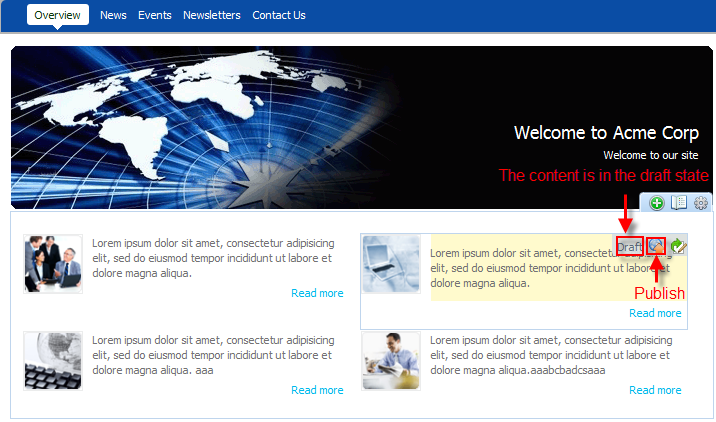 Overview News Events Newsletters Contact Us
Welcome to Acme Corp
Welcome to our site
The content is in the draft state
Lorem ipsum dolor sit amet, consectetur adipisicing
elit, sed do eiusmod tempor incididunt ut labore et
dolore magna aliqua.
Read more
Draft
Lorem ipsum dolor sit amet, consectetur
elit, sed do eiusmod tempor incididunt ut labore et
dolore magna aliqua.
Publish
Read more
Lorem ipsum dolor sit amet, consectetur adipisicing
elit, sed do eiusmod tempor incididunt ut labore et
dolore magna aliqua. aaa
Read more
Lorem ipsum dolor sit amet, consectetur adipisicing
elit, sed do eiusmod tempor incididunt ut labore et
dolore magna aliqua.aaabcbadcsaaa
Read more